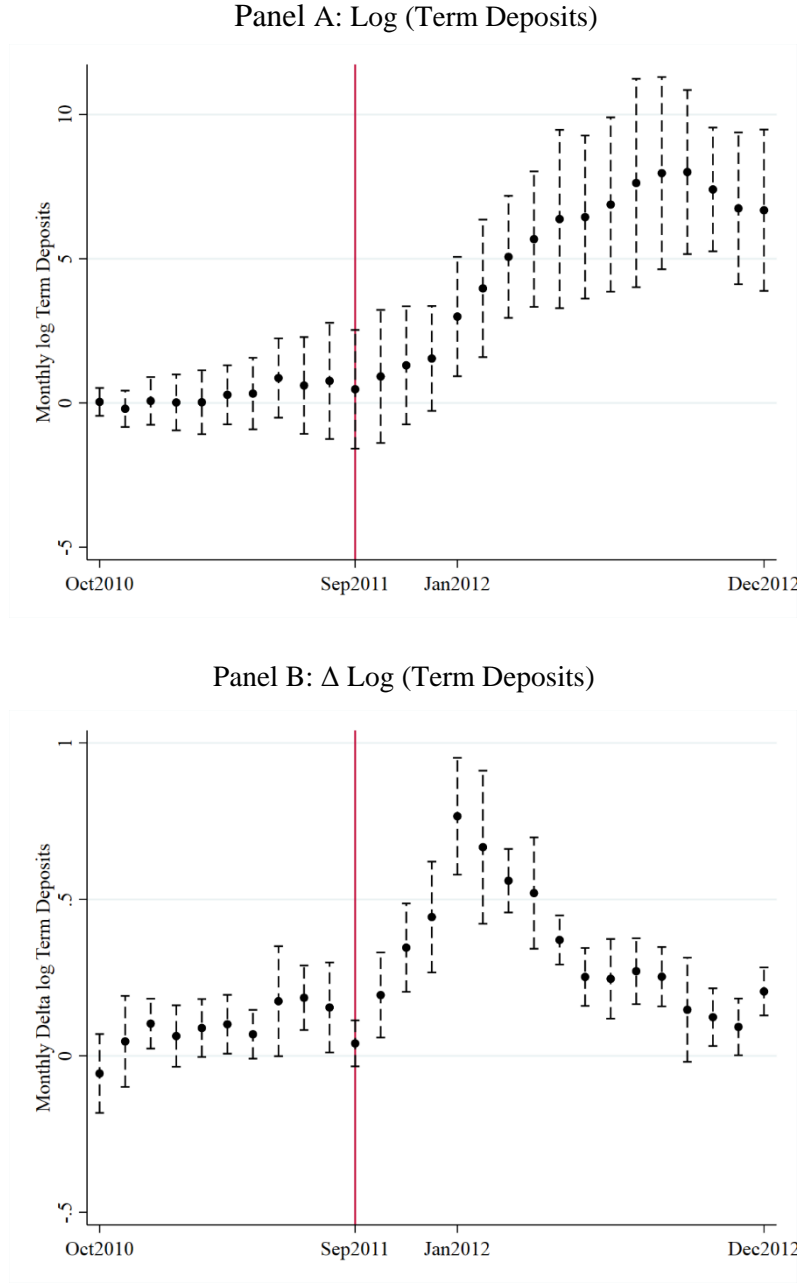 Panel A: Log (Term Deposits)
Monthly log Term Deposits
10
5
0
-5
Oct2010 Sep2011 Jan2012 Dec2012
Panel B: Δ Log (Term Deposits)
Monthly Delta log Term Deposits
1
.5
0
-.5
Oct2010 Sep2011 Jan2012 Dec2012